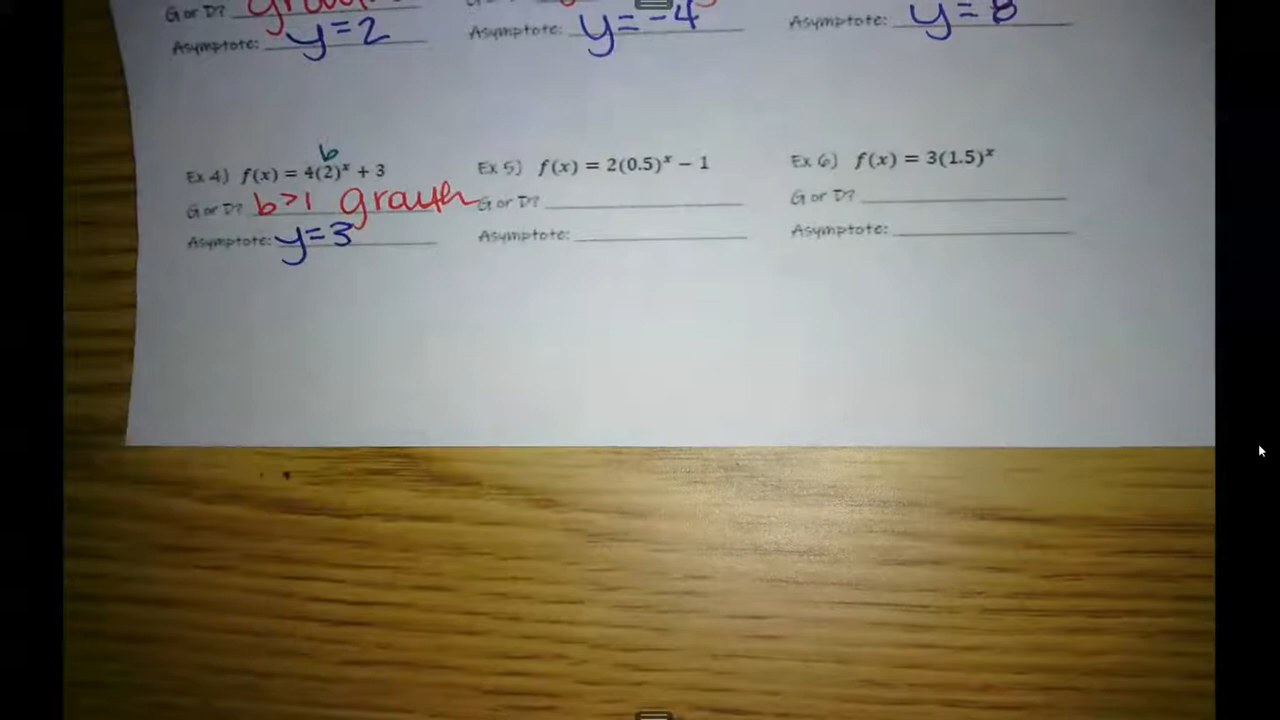 G or D? growth
Asymptote: y=2
Asymptote: y=-4
Asymptote: y=8
b
Ex 4) f(x) = 4(2)ˣ + 3
G or D? b>1 growth
Asymptote: y=3
Ex 5) f(x) = 2(0.5)ˣ − 1
G or D?
Asymptote:
Ex 6) f(x) = 3(1.5)ˣ
G or D?
Asymptote: